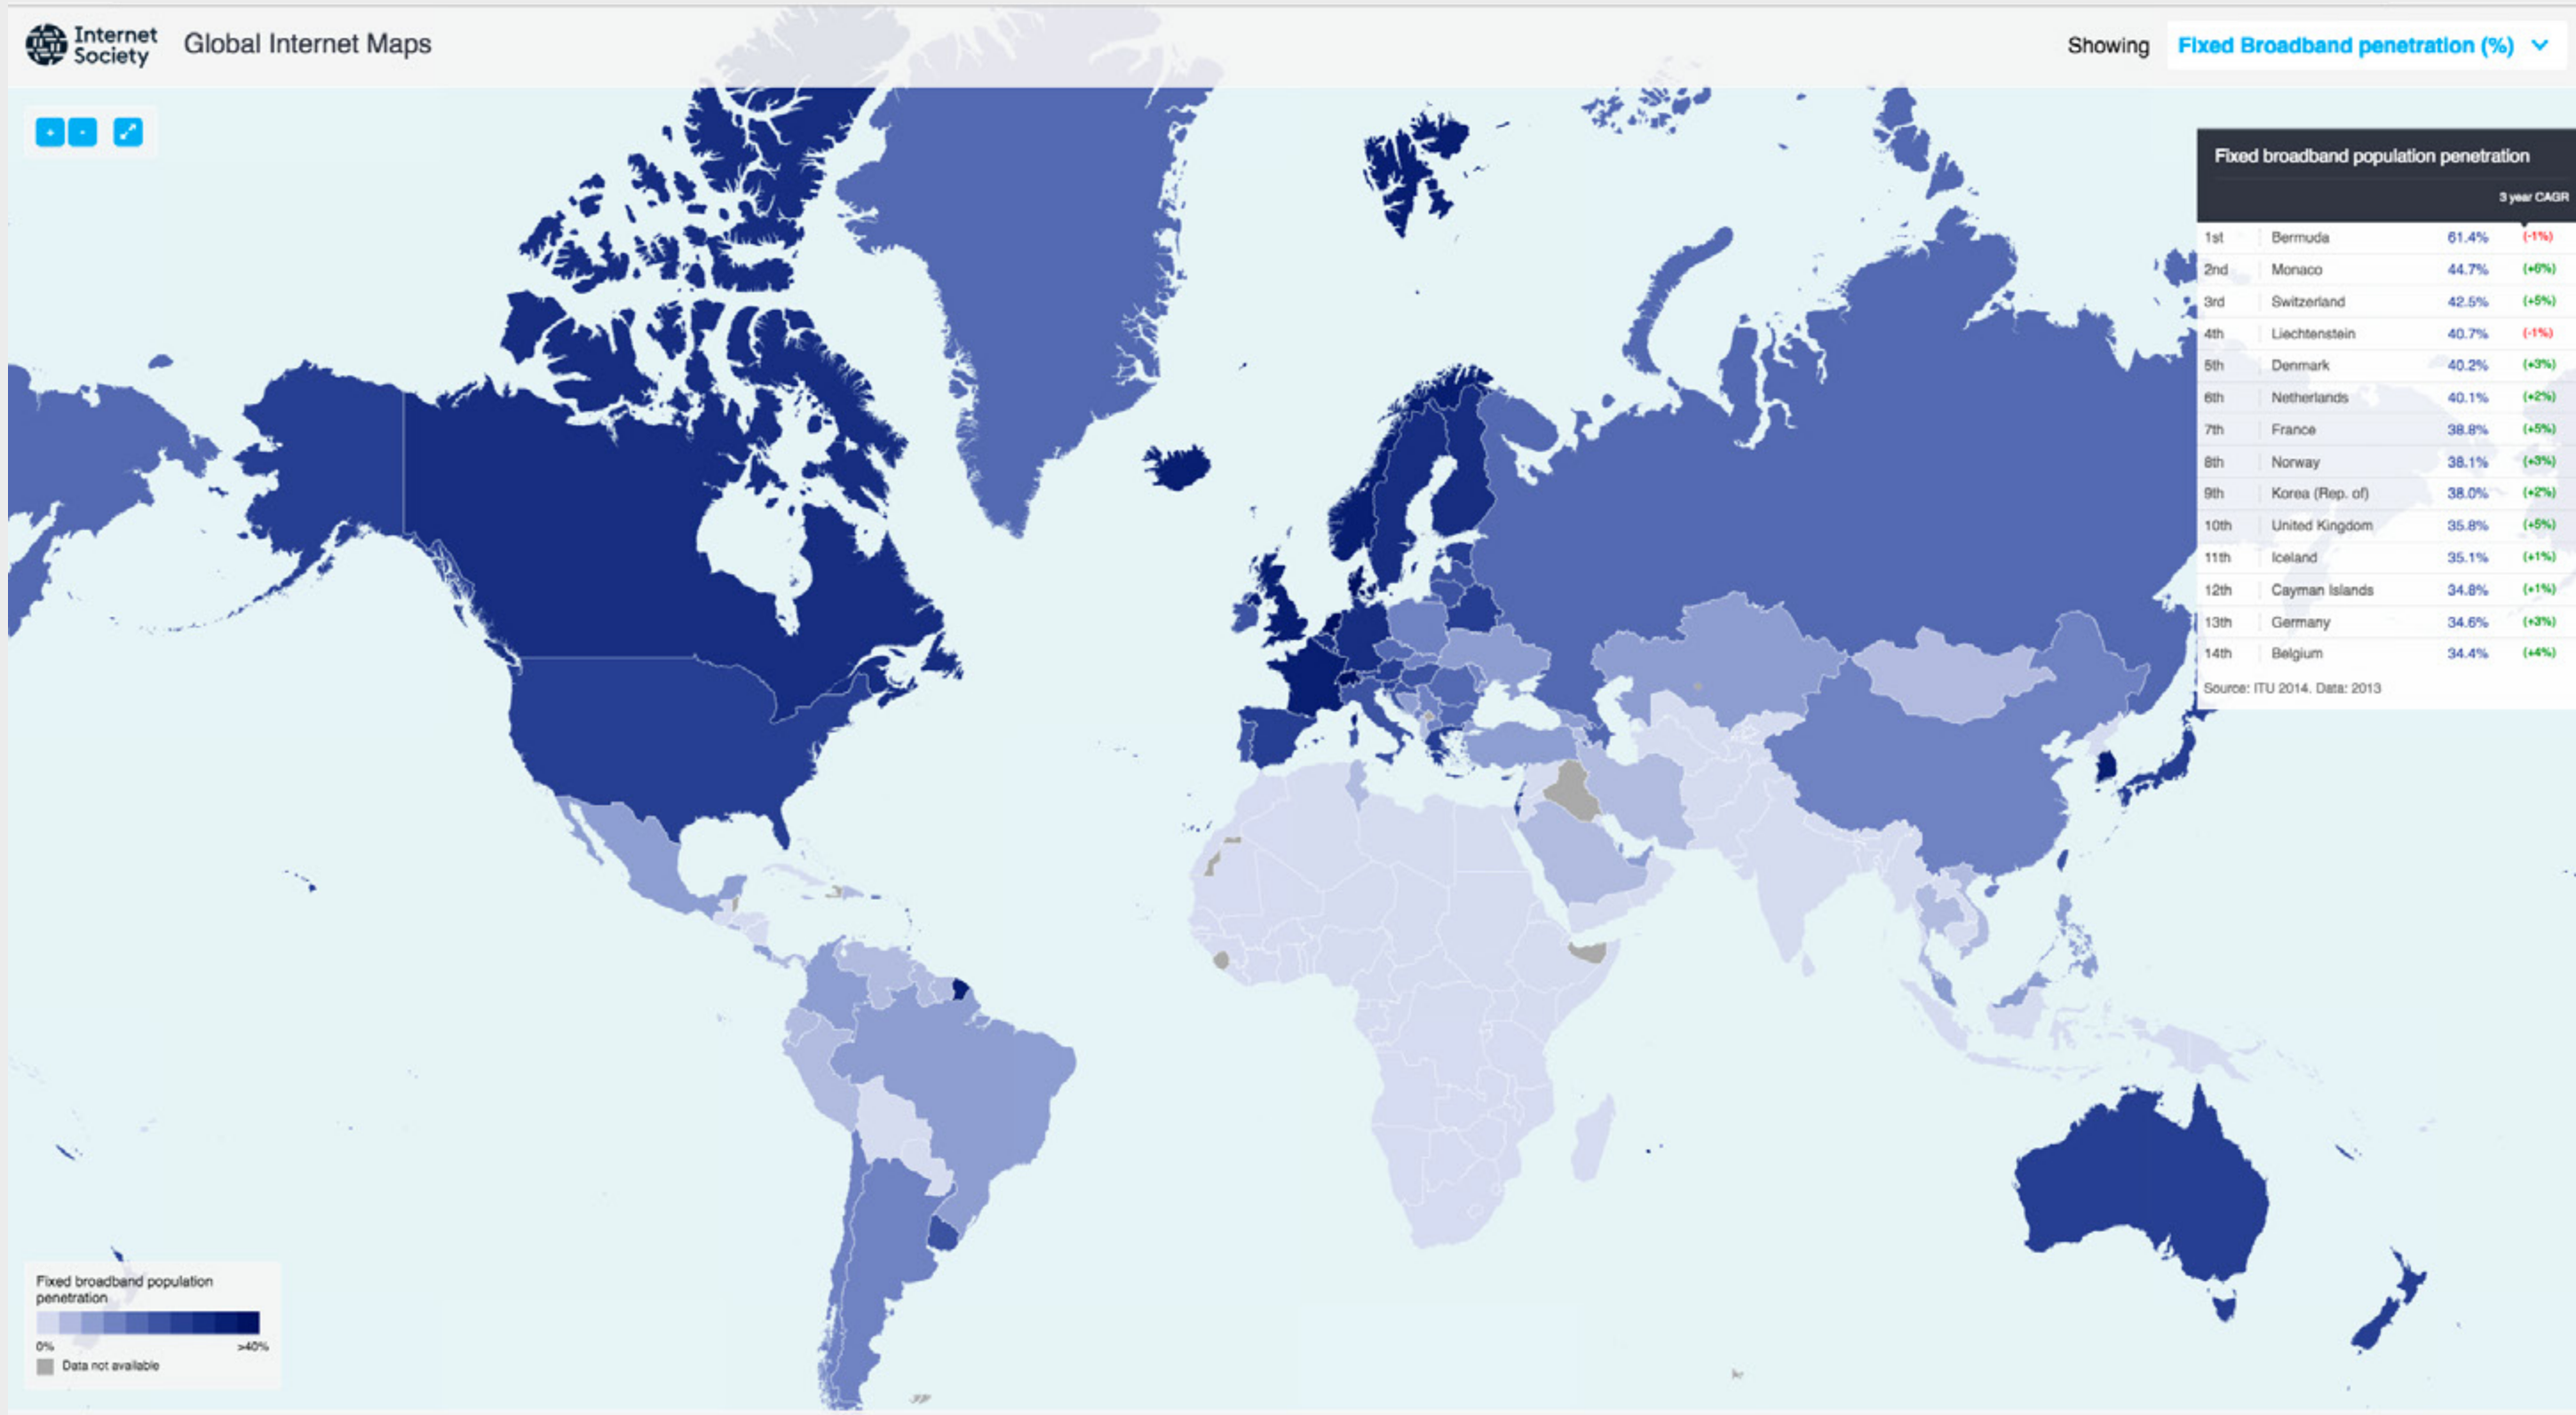 Internet
Society
Global Internet Maps
Showing
Fixed Broadband penetration (%)
+
-
Fixed broadband population penetration
3 year CAGR
1st Bermuda 61.4% (-1%)
2nd Monaco 44.7% (+6%)
3rd Switzerland 42.5% (+5%)
4th Liechtenstein 40.7% (-1%)
5th Denmark 40.2% (+3%)
6th Netherlands 40.1% (+2%)
7th France 38.8% (+5%)
8th Norway 38.1% (+3%)
9th Korea (Rep. of) 38.0% (+2%)
10th United Kingdom 35.8% (+5%)
11th Iceland 35.1% (+1%)
12th Cayman Islands 34.8% (+1%)
13th Germany 34.6% (+3%)
14th Belgium 34.4% (+4%)
Source: ITU 2014. Data: 2013
Fixed broadband population
penetration
0% >40%
Data not available